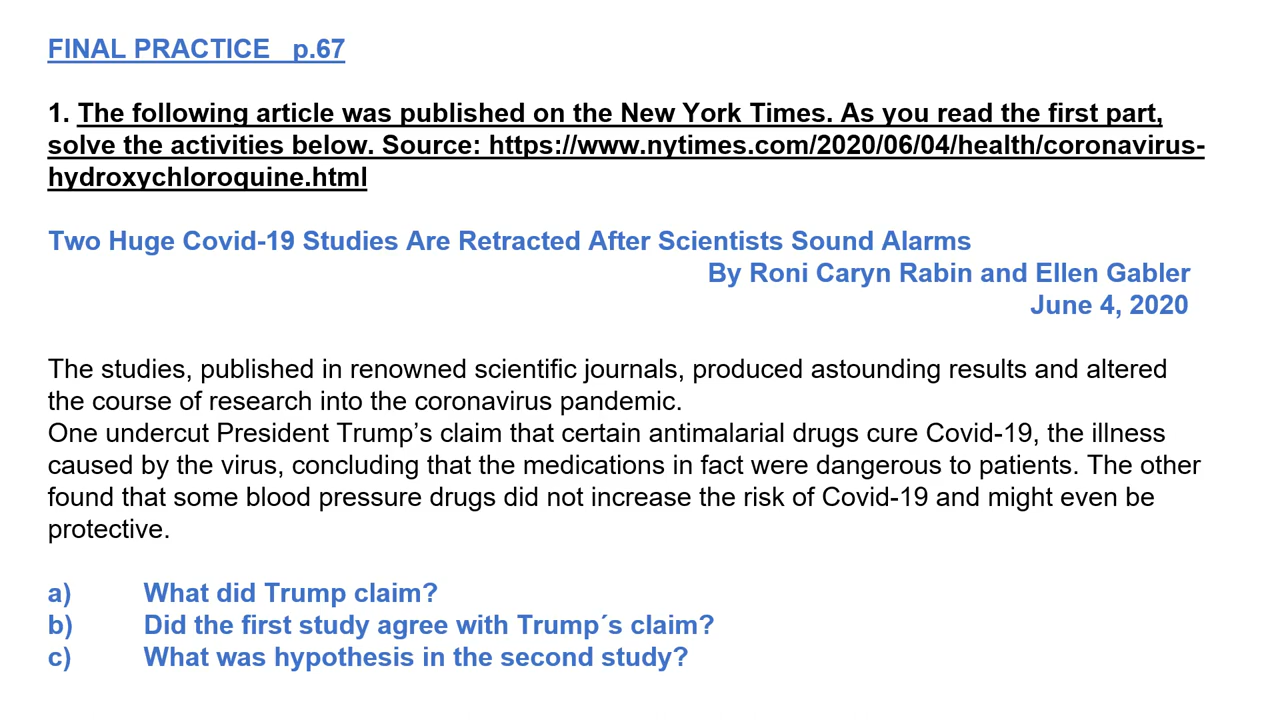 FINAL PRACTICE   p.67
1. The following article was published on the New York Times. As you read the first part,
solve the activities below. Source: https://www.nytimes.com/2020/06/04/health/coronavirus-
hydroxychloroquine.html
Two Huge Covid-19 Studies Are Retracted After Scientists Sound Alarms
By Roni Caryn Rabin and Ellen Gabler
June 4, 2020
The studies, published in renowned scientific journals, produced astounding results and altered
the course of research into the coronavirus pandemic.
One undercut President Trump’s claim that certain antimalarial drugs cure Covid-19, the illness
caused by the virus, concluding that the medications in fact were dangerous to patients. The other
found that some blood pressure drugs did not increase the risk of Covid-19 and might even be
protective.
a) What did Trump claim?
b) Did the first study agree with Trump´s claim?
c) What was hypothesis in the second study?